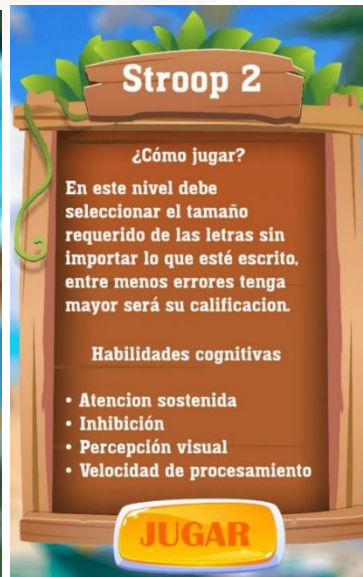 Stroop 2
¿Cómo jugar?
En este nivel debe
seleccionar el tamaño
requerido de las letras sin
importar lo que esté escrito,
entre menos errores tenga
mayor será su calificacion.
Habilidades cognitivas
• Atencion sostenida
• Inhibición
• Percepción visual
• Velocidad de procesamiento
JUGAR